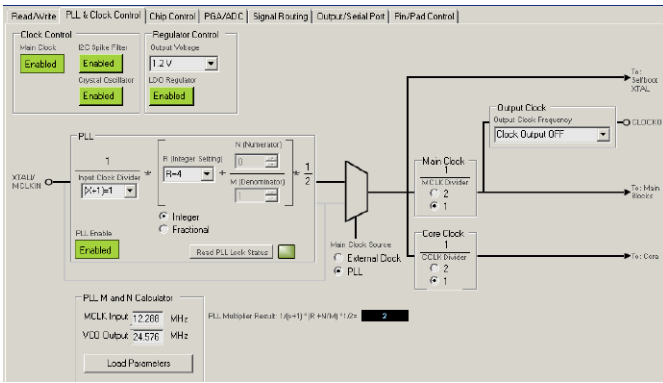 Read/Write PLL & Clock Control Chip Control PGA/ADC Signal Routing Output/Serial Port Pin/Pad Control
Clock Control
Main Clock I2C Spike Filter
Enabled Enabled
Crystal Oscillator
Enabled
Regulator Control
Output Voltage
1.2 V
LDO Regulator
Enabled
To:
Selfboot
XTAL
Output Clock
Output Clock Frequency
Clock Output OFF
CLOCKO
PLL
XTALI/
MCLKIN
1
Input Clock Divider
(X+1)=1
*
R (Integer Setting)
R=4
+
N (Numerator)
0
M (Denominator)
1
*
1
2
Integer
Fractional
PLL Enable
Enabled
Read PLL Lock Status
Main Clock Source
External Clock
PLL
Main Clock
1
MCLK Divider
2
1
To: Main
Blocks
Core Clock
1
CCLK Divider
2
1
To: Core
PLL M and N Calculator
MCLK Input 12.288 MHz
VCO Output 24.576 MHz
Load Parameters
PLL Multiplier Result: 1/(x+1) * (R +N/M) *1/2= 2